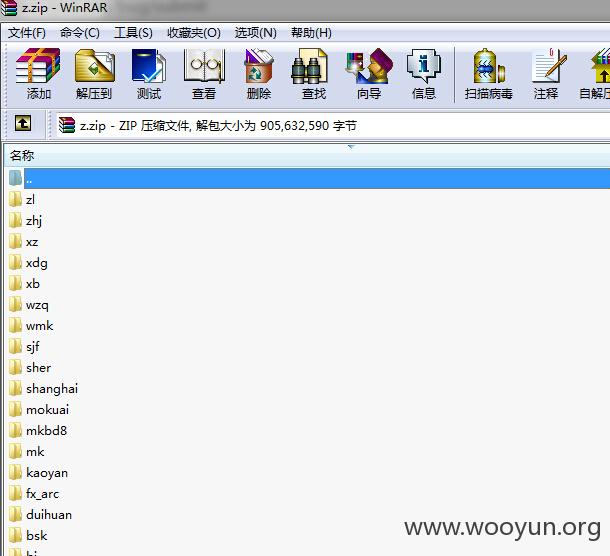 z.zip - WinRAR
文件(F) 命令(C) 工具(S) 收藏夹(O) 选项(N) 帮助(H)
添加 解压到 测试 查看 删除 查找 向导 信息 扫描病毒 注释 自解压
z.zip - ZIP 压缩文件, 解包大小为 905,632,590 字节
名称
..
zl
zhj
xz
xdg
xb
wzq
wmk
sjf
sher
shanghai
mokuai
mkbd8
mk
kaoyan
fx_arc
duihuan
bsk
www.wooyun.org